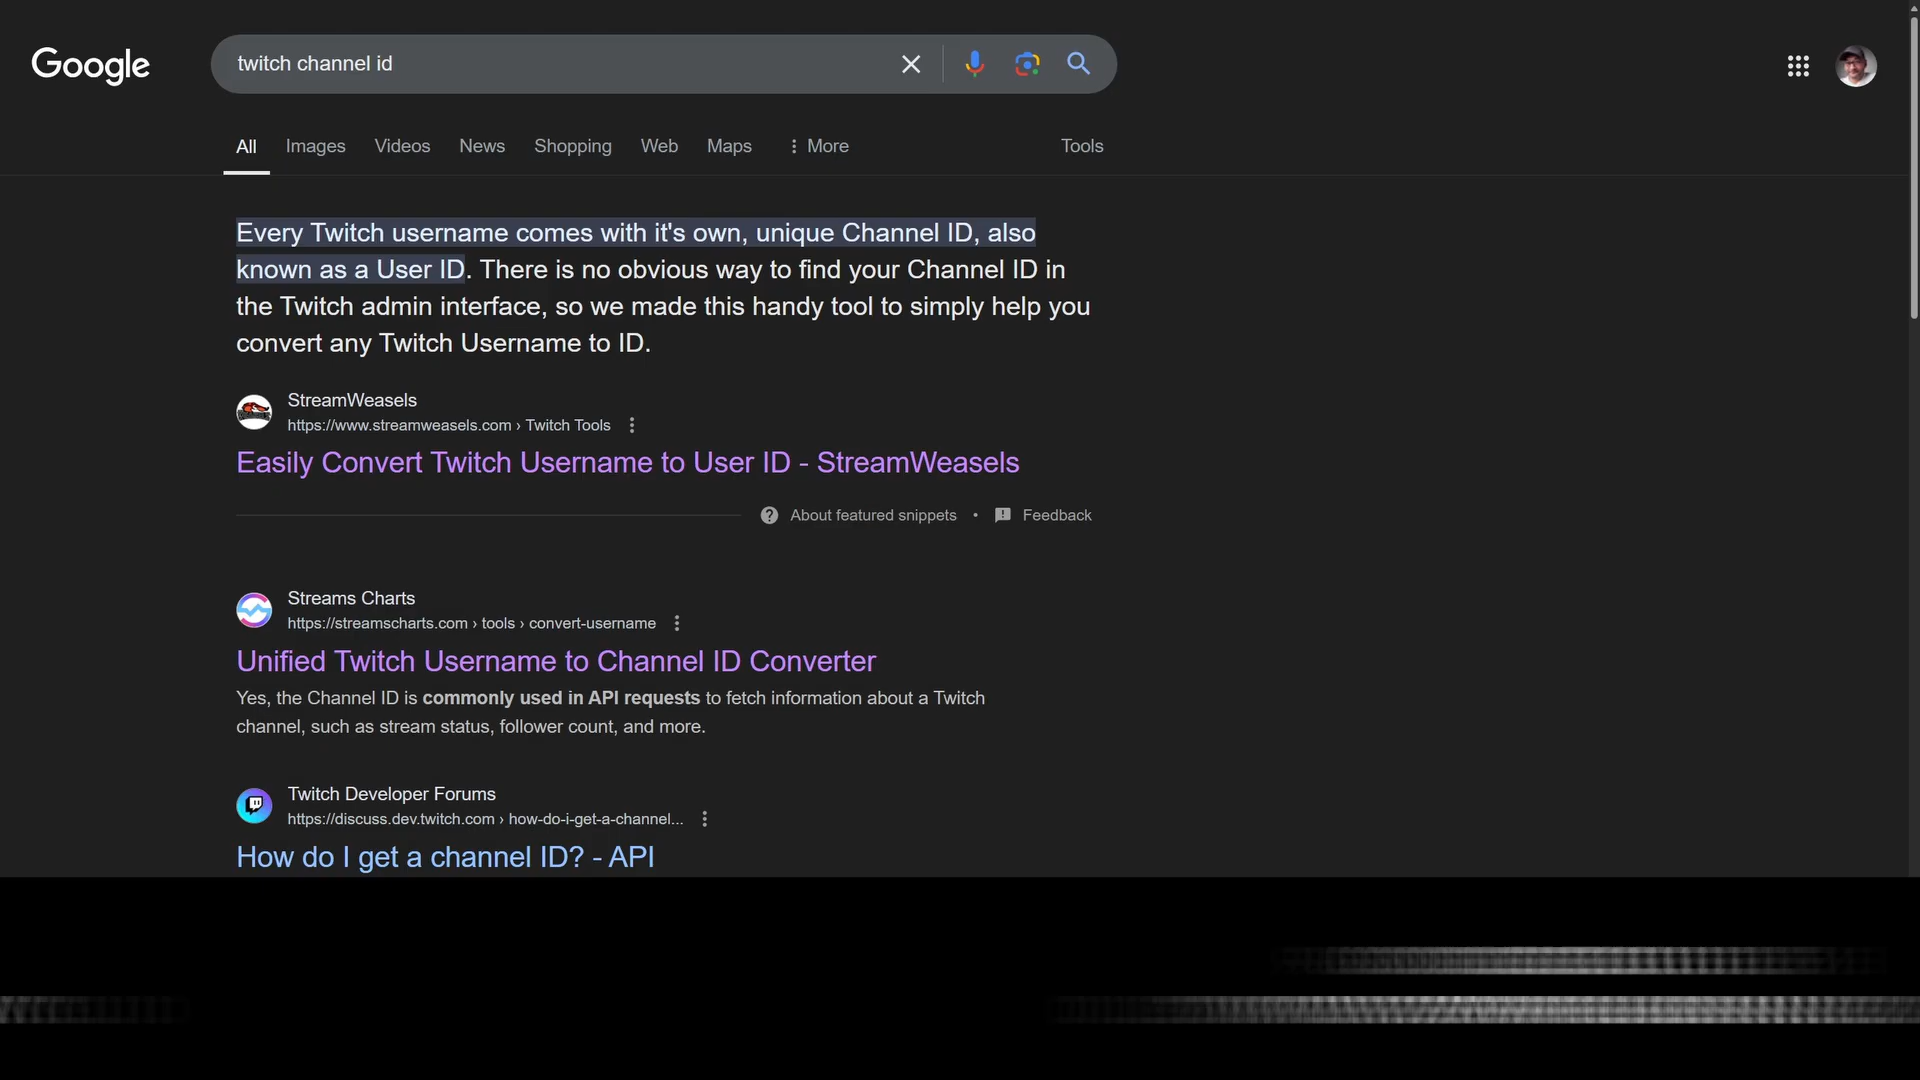 Google
twitch channel id
All Images Videos News Shopping Web Maps More Tools
Every Twitch username comes with it's own, unique Channel ID, also
known as a User ID. There is no obvious way to find your Channel ID in
the Twitch admin interface, so we made this handy tool to simply help you
convert any Twitch Username to ID.
StreamWeasels
https://www.streamweasels.com › Twitch Tools
Easily Convert Twitch Username to User ID - StreamWeasels
About featured snippets • Feedback
Streams Charts
https://streamscharts.com › tools › convert-username
Unified Twitch Username to Channel ID Converter
Yes, the Channel ID is commonly used in API requests to fetch information about a Twitch
channel, such as stream status, follower count, and more.
Twitch Developer Forums
https://discuss.dev.twitch.com › how-do-i-get-a-channel...
How do I get a channel ID? - API